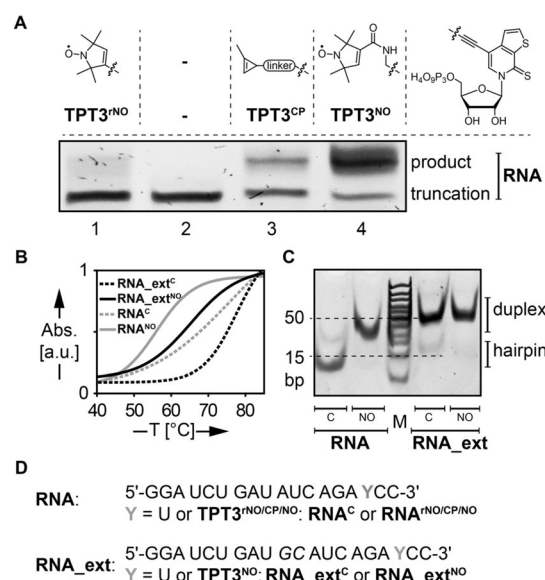 A
N
O
O
N
H
linker
N
O
S
N
S
H4O9P3
O
O
OH
OH
TPT3rNO
-
-
TPT3CP
TPT3NO
product
truncation
RNA
1 2 3 4
B
1
Abs.
[a.u.]
0
40 50 60 70 80
T [°C]
RNA_extC
RNA_extNO
RNAC
RNANO
C
50
15
bp
duplex
hairpin
C NO M C NO
RNA RNA_ext
D
RNA: 5'-GGA UCU GAU AUC AGA YCC-3'
Y = U or TPT3rNO/CP/NO: RNAC or RNArNO/CP/NO
RNA_ext: 5'-GGA UCU GAU GC AUC AGA YCC-3'
Y = U or TPT3NO: RNA_extC or RNA_extNO